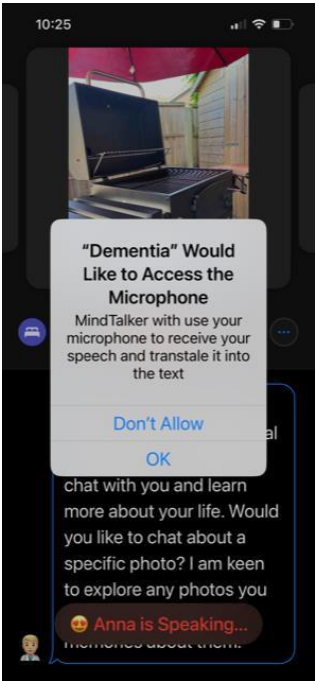 10:25
“Dementia” Would
Like to Access the
Microphone
MindTalker with use your
microphone to receive your
speech and transtale it into
the text
Don't Allow
OK
al
chat with you and learn
more about your life. Would
you like to chat about a
specific photo? I am keen
to explore any photos you
😍 Anna is Speaking...
memories about them.